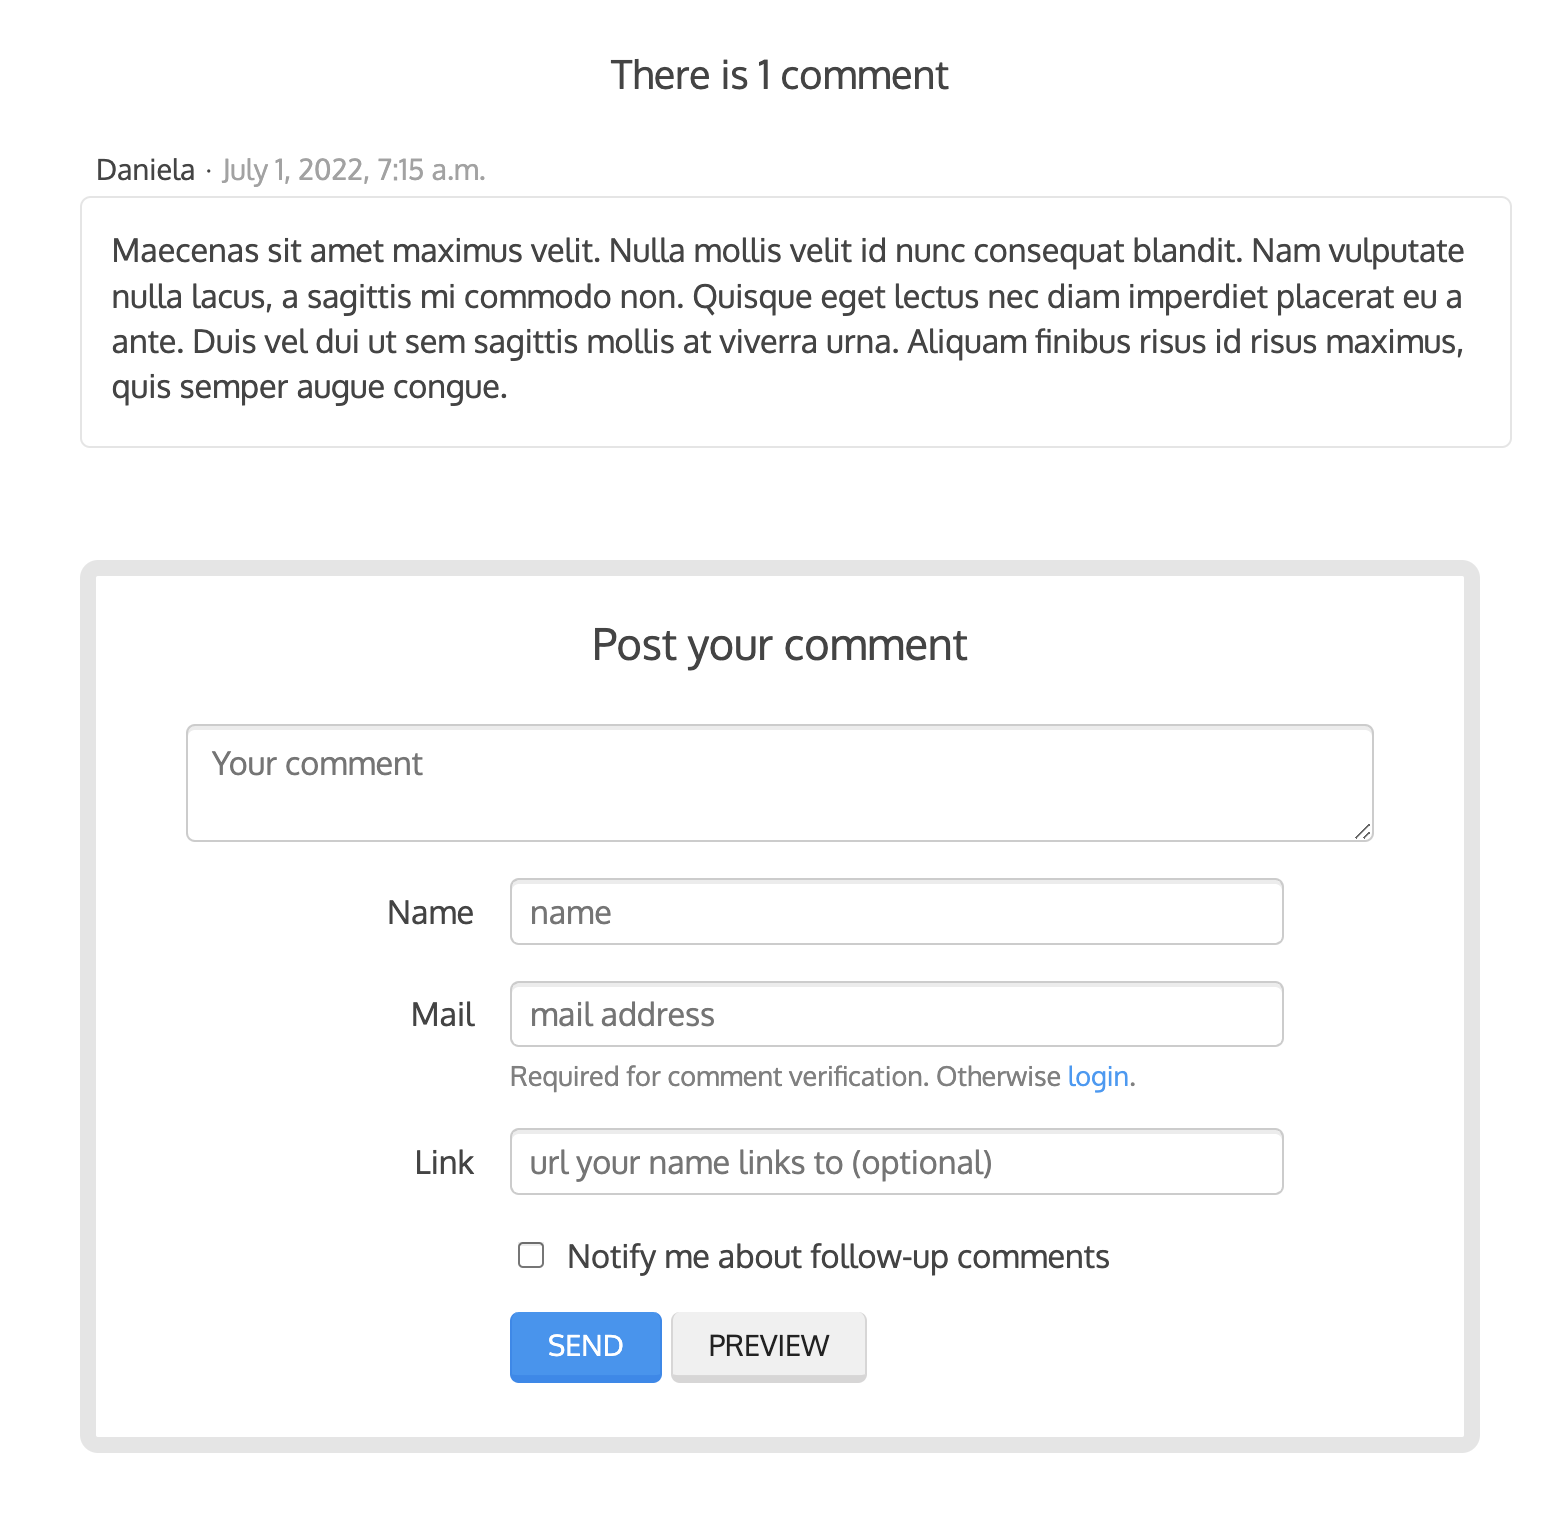 There is 1 comment
Daniela · July 1, 2022, 7:15 a.m.
Maecenas sit amet maximus velit. Nulla mollis velit id nunc consequat blandit. Nam vulputate
nulla lacus, a sagittis mi commodo non. Quisque eget lectus nec diam imperdiet placerat eu a
ante. Duis vel dui ut sem sagittis mollis at viverra urna. Aliquam finibus risus id risus maximus,
quis semper augue congue.
Post your comment
Your comment
Name name
Mail mail address
Required for comment verification. Otherwise login.
Link url your name links to (optional)
Notify me about follow-up comments
SEND PREVIEW